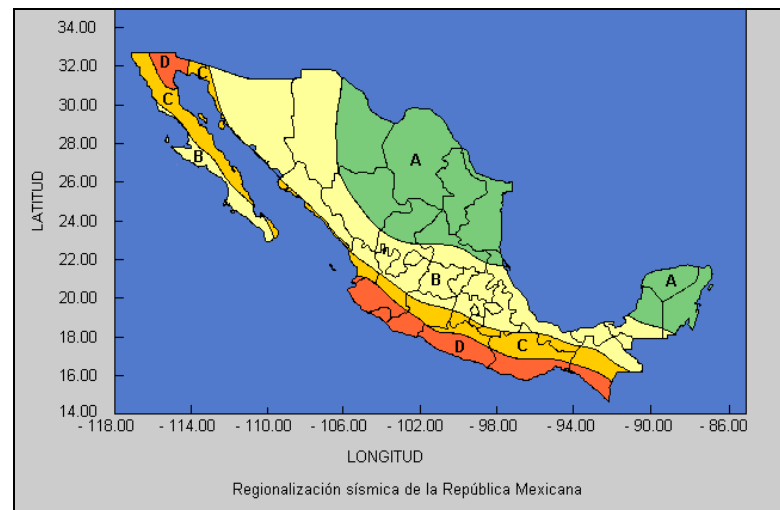 34.00
32.00
30.00
28.00
26.00
24.00
22.00
20.00
18.00
16.00
14.00
LATITUD
D
C
C
B
A
A
B
C
D
- 118.00 - 114.00 - 110.00 - 106.00 - 102.00 - 98.00 - 94.00 - 90.00 - 86.00
LONGITUD
Regionalización sísmica de la República Mexicana